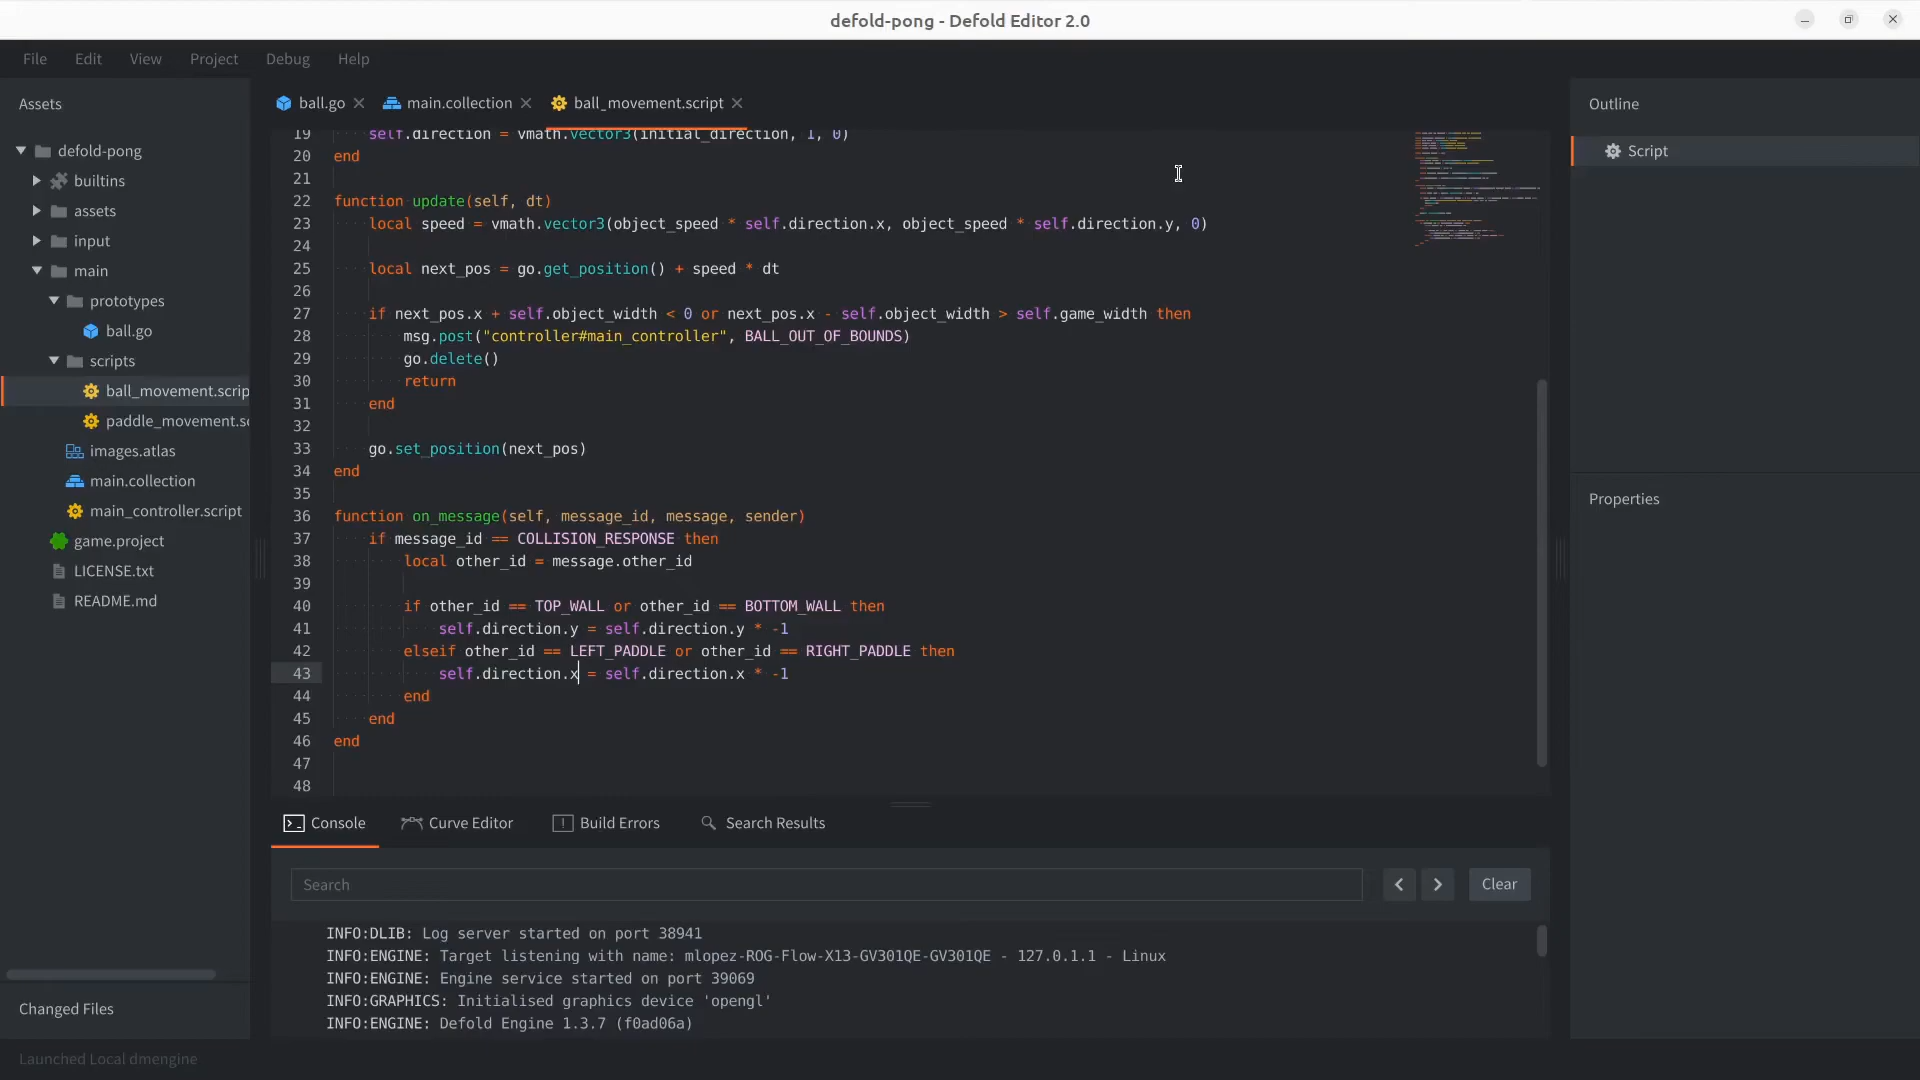 defold-pong - Defold Editor 2.0
File Edit View Project Debug Help
Assets
defold-pong
builtins
assets
input
main
prototypes
ball.go
scripts
ball_movement.scrip
paddle_movement.sc
images.atlas
main.collection
main_controller.script
game.project
LICENSE.txt
README.md
Changed Files
Launched Local dmengine
ball.go main.collection ball_movement.script
19 self.direction = vmath.vector3(initial_direction, 1, 0)
20 end
21
22 function update(self, dt)
23 local speed = vmath.vector3(object_speed * self.direction.x, object_speed * self.direction.y, 0)
24
25 local next_pos = go.get_position() + speed * dt
26
27 if next_pos.x + self.object_width < 0 or next_pos.x - self.object_width > self.game_width then
28 msg.post("controller#main_controller", BALL_OUT_OF_BOUNDS)
29 go.delete()
30 return
31 end
32
33 go.set_position(next_pos)
34 end
35
36 function on_message(self, message_id, message, sender)
37 if message_id == COLLISION_RESPONSE then
38 local other_id = message.other_id
39
40 if other_id == TOP_WALL or other_id == BOTTOM_WALL then
41 self.direction.y = self.direction.y * -1
42 elseif other_id == LEFT_PADDLE or other_id == RIGHT_PADDLE then
43 self.direction.x = self.direction.x * -1
44 end
45 end
46 end
47
48
Console Curve Editor Build Errors Search Results
Search Clear
INFO:DLIB: Log server started on port 38941
INFO:ENGINE: Target listening with name: mlopez-ROG-Flow-X13-GV301QE-GV301QE - 127.0.1.1 - Linux
INFO:ENGINE: Engine service started on port 39069
INFO:GRAPHICS: Initialised graphics device 'opengl'
INFO:ENGINE: Defold Engine 1.3.7 (f0ad06a)
Outline
Script
Properties